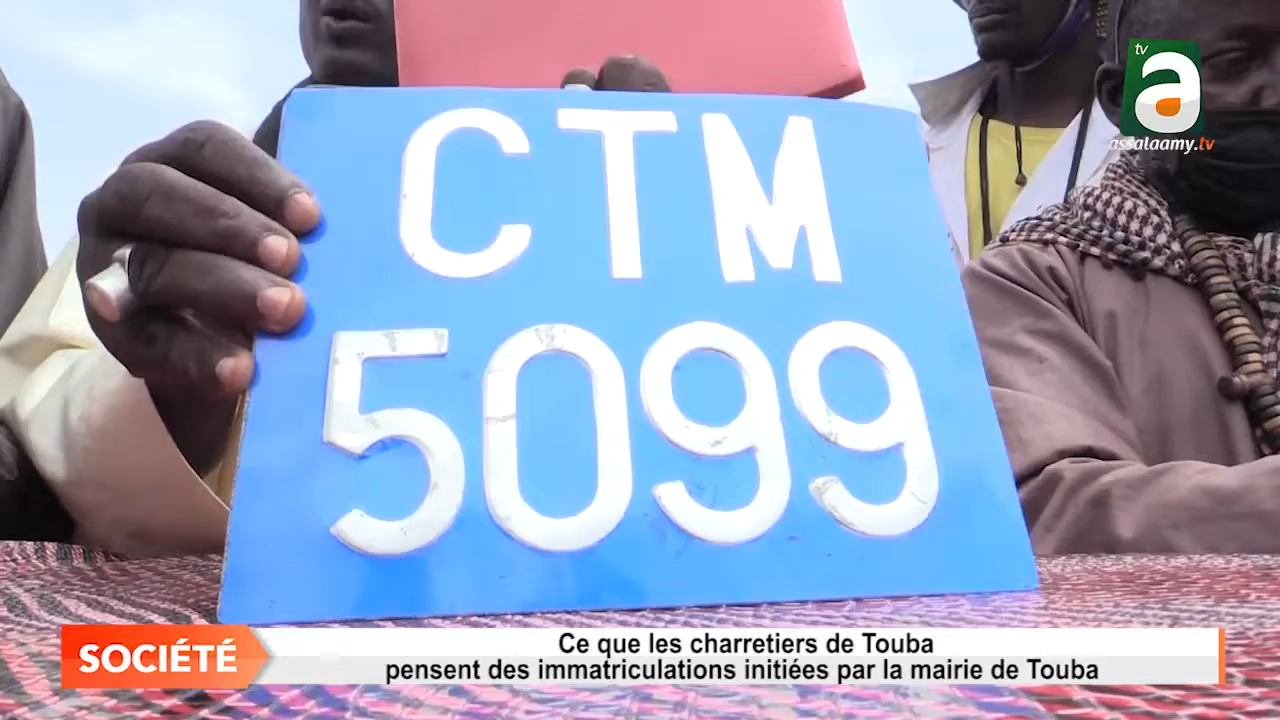 tv
a
assalaamy.tv
CTM
5099
SOCIÉTÉ
Ce que les charretiers de Touba
pensent des immatriculations initiées par la mairie de Touba